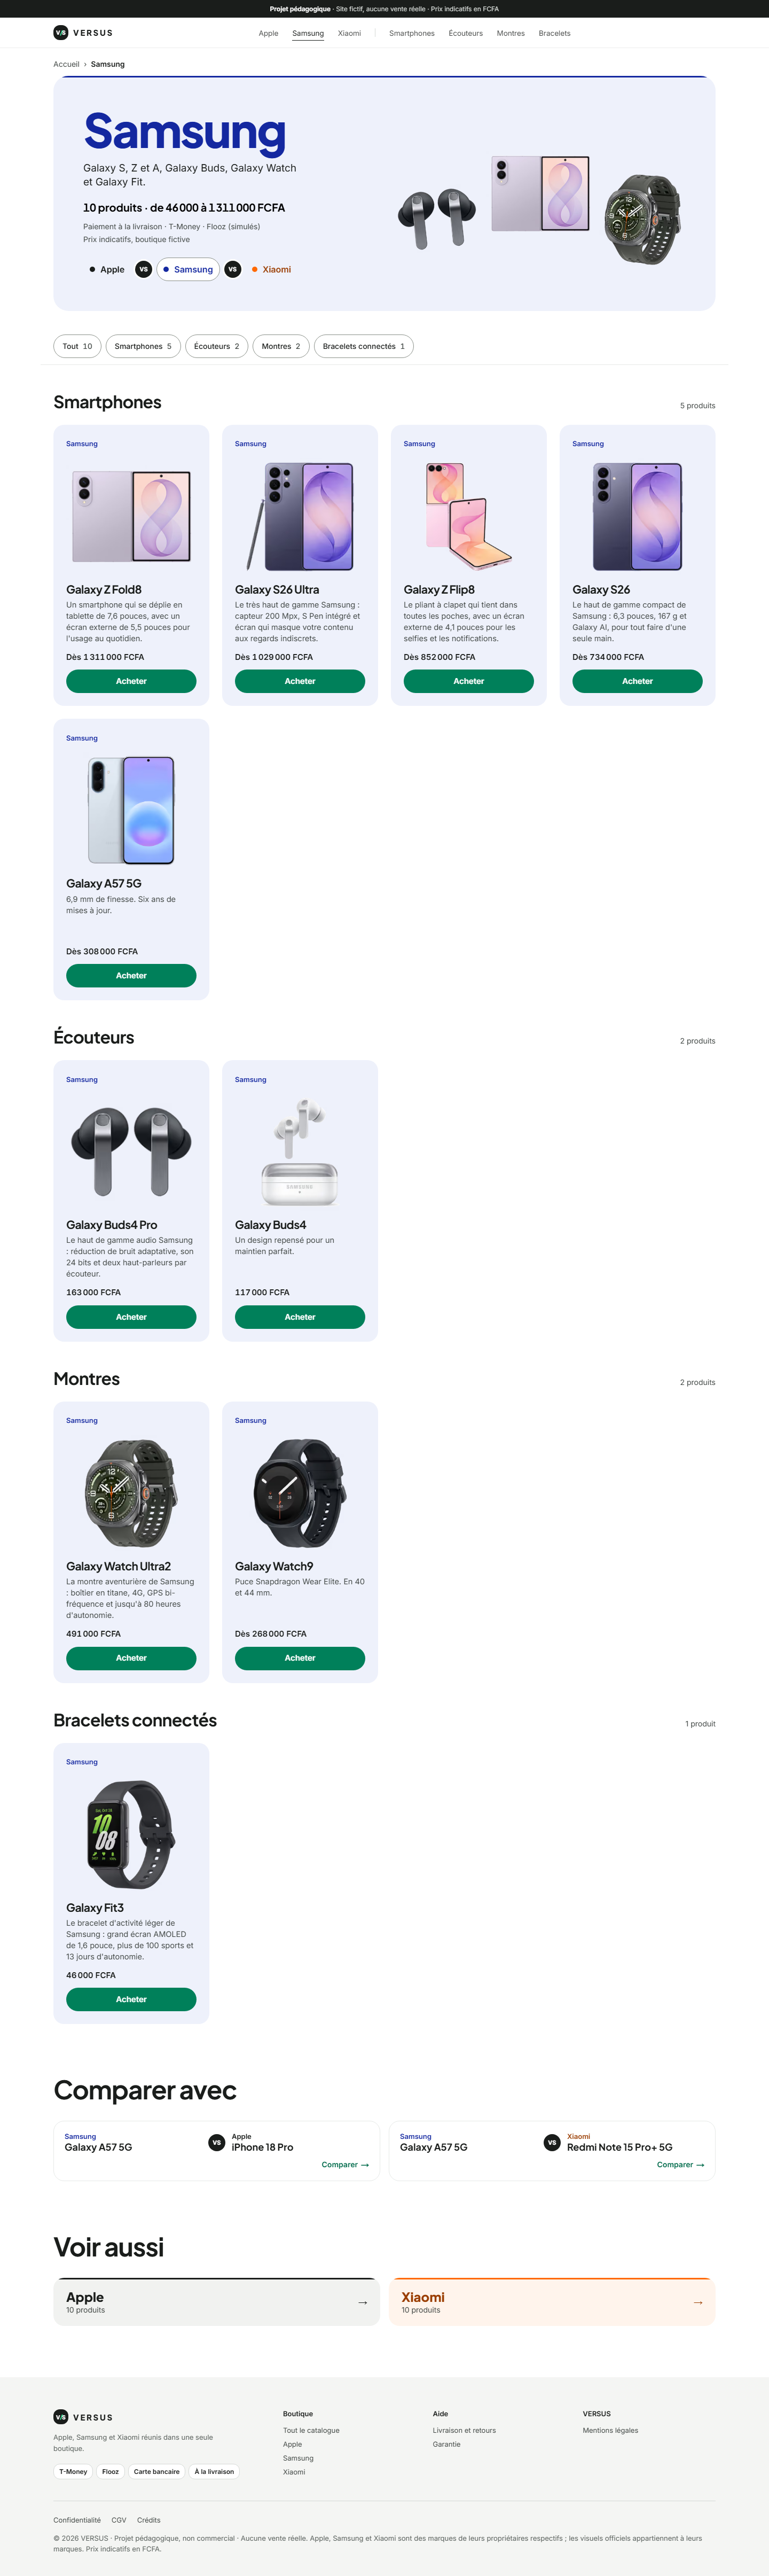 Projet pédagogique · Site fictif, aucune vente réelle · Prix indicatifs en FCFA
V/S VERSUS
Apple Samsung Xiaomi Smartphones Écouteurs Montres Bracelets
Accueil › Samsung
Samsung
Galaxy S, Z et A, Galaxy Buds, Galaxy Watch
et Galaxy Fit.
10 produits · de 46 000 à 1 311 000 FCFA
Paiement à la livraison · T-Money · Flooz (simulés)
Prix indicatifs, boutique fictive
Apple VS Samsung VS Xiaomi
Tout 10 Smartphones 5 Écouteurs 2 Montres 2 Bracelets connectés 1
Smartphones
5 produits
Samsung
Galaxy Z Fold8
Un smartphone qui se déplie en
tablette de 7,6 pouces, avec un
écran externe de 5,5 pouces pour
l'usage au quotidien.
Dès 1 311 000 FCFA
Acheter
Samsung
Galaxy S26 Ultra
Le très haut de gamme Samsung :
capteur 200 Mpx, S Pen intégré et
écran qui masque votre contenu
aux regards indiscrets.
Dès 1 029 000 FCFA
Acheter
Samsung
Galaxy Z Flip8
Le pliant à clapet qui tient dans
toutes les poches, avec un écran
externe de 4,1 pouces pour les
selfies et les notifications.
Dès 852 000 FCFA
Acheter
Samsung
Galaxy S26
Le haut de gamme compact de
Samsung : 6,3 pouces, 167 g et
Galaxy AI, pour tout faire d'une
seule main.
Dès 734 000 FCFA
Acheter
Samsung
Galaxy A57 5G
6,9 mm de finesse. Six ans de
mises à jour.
Dès 308 000 FCFA
Acheter
Écouteurs
2 produits
Samsung
Galaxy Buds4 Pro
Le haut de gamme audio Samsung
: réduction de bruit adaptative, son
24 bits et deux haut-parleurs par
écouteur.
163 000 FCFA
Acheter
Samsung
SAMSUNG
Galaxy Buds4
Un design repensé pour un
maintien parfait.
117 000 FCFA
Acheter
Montres
2 produits
Samsung
Galaxy Watch Ultra2
La montre aventurière de Samsung
: boîtier en titane, 4G, GPS bi-
fréquence et jusqu'à 80 heures
d'autonomie.
491 000 FCFA
Acheter
Samsung
Galaxy Watch9
Puce Snapdragon Wear Elite. En 40
et 44 mm.
Dès 268 000 FCFA
Acheter
Bracelets connectés
1 produit
Samsung
10
08
Galaxy Fit3
Le bracelet d'activité léger de
Samsung : grand écran AMOLED
de 1,6 pouce, plus de 100 sports et
13 jours d'autonomie.
46 000 FCFA
Acheter
Comparer avec
Samsung
Galaxy A57 5G
VS
Apple
iPhone 18 Pro
Comparer →
Samsung
Galaxy A57 5G
VS
Xiaomi
Redmi Note 15 Pro+ 5G
Comparer →
Voir aussi
Apple
10 produits
→
Xiaomi
10 produits
→
V/S VERSUS
Apple, Samsung et Xiaomi réunis dans une seule
boutique.
T-Money Flooz Carte bancaire À la livraison
Boutique
Tout le catalogue
Apple
Samsung
Xiaomi
Aide
Livraison et retours
Garantie
VERSUS
Mentions légales
Confidentialité CGV Crédits
© 2026 VERSUS · Projet pédagogique, non commercial · Aucune vente réelle. Apple, Samsung et Xiaomi sont des marques de leurs propriétaires respectifs ; les visuels officiels appartiennent à leurs
marques. Prix indicatifs en FCFA.